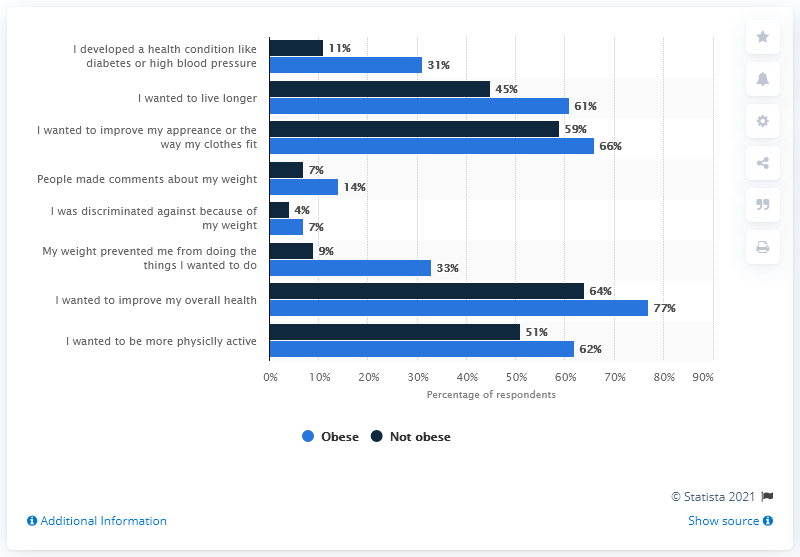 I developed a health condition like
diabetes or high blood pressure
11%
31%
I wanted to live longer
45%
61%
I wanted to improve my appreance or the
way my clothes fit
59%
66%
People made comments about my weight
7%
14%
I was discriminated against because of
my weight
4%
7%
My weight prevented me from doing the
things I wanted to do
9%
33%
I wanted to improve my overall health
64%
77%
I wanted to be more physiclly active
51%
62%
0% 10% 20% 30% 40% 50% 60% 70% 80% 90%
Percentage of respondents
Obese Not obese
© Statista 2021
Additional Information
Show source